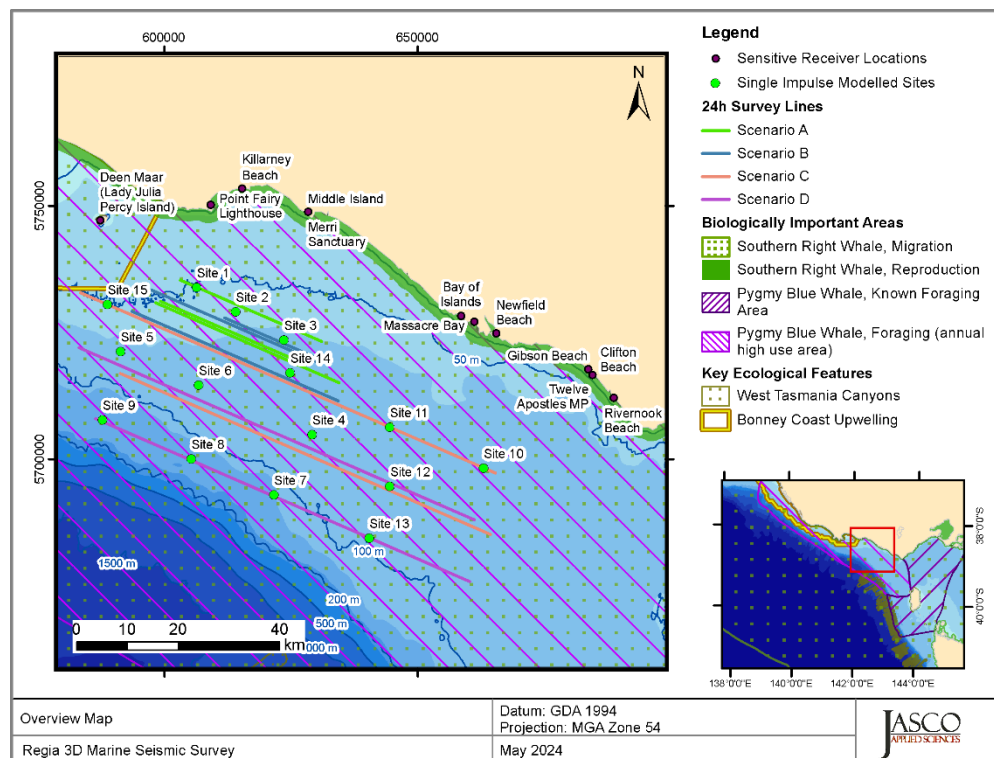 600000
650000
5750000
5700000
N
Deen Maar
(Lady Julia
Percy Island)
Killarney
Beach
Point Fairy
Lighthouse
Middle Island
Merri
Sanctuary
Bay of
Islands
Massacre Bay
Newfield
Beach
Gibson Beach
Clifton
Beach
Twelve
Apostles MP
Rivernook
Beach
Site 1
Site 15
Site 2
Site 3
Site 5
Site 14
Site 6
Site 9
Site 11
Site 4
Site 8
Site 10
Site 12
Site 7
Site 13
50 m
100 m
200 m
500 m
1500 m
000 m
0 10 20 40
km
Legend
Sensitive Receiver Locations
Single Impulse Modelled Sites
24h Survey Lines
Scenario A
Scenario B
Scenario C
Scenario D
Biologically Important Areas
Southern Right Whale, Migration
Southern Right Whale, Reproduction
Pygmy Blue Whale, Known Foraging
Area
Pygmy Blue Whale, Foraging (annual
high use area)
Key Ecological Features
West Tasmania Canyons
Bonney Coast Upwelling
38°0'0"S
40°0'0"S
138°0'0"E 140°0'0"E 142°0'0"E 144°0'0"E
Overview Map
Datum: GDA 1994
Projection: MGA Zone 54
Regia 3D Marine Seismic Survey
May 2024
JASCO
APPLIED SCIENCES